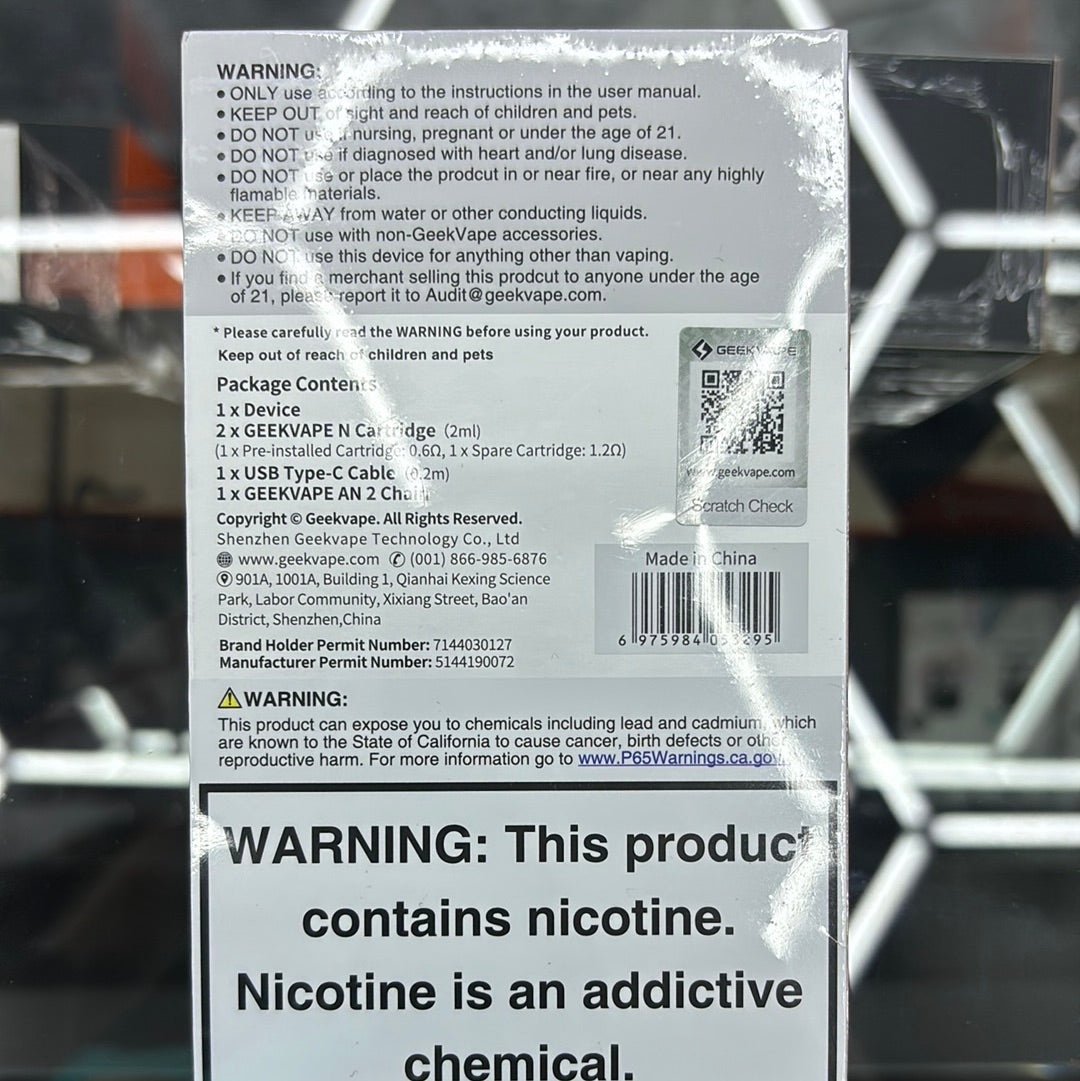 WARNING:
• ONLY use according to the instructions in the user manual.
• KEEP OUT of sight and reach of children and pets.
• DO NOT use if nursing, pregnant or under the age of 21.
• DO NOT use if diagnosed with heart and/or lung disease.
• DO NOT use or place the prodcut in or near fire, or near any highly
flamable materials.
• KEEP AWAY from water or other conducting liquids.
• DO NOT use with non-GeekVape accessories.
• DO NOT use this device for anything other than vaping.
• If you find a merchant selling this prodcut to anyone under the age
of 21, please report it to Audit@geekvape.com.
* Please carefully read the WARNING before using your product.
Keep out of reach of children and pets
Package Contents
1 x Device
2 x GEEKVAPE N Cartridge (2ml)
(1 x Pre-installed Cartridge: 0.6Ω, 1 x Spare Cartridge: 1.2Ω)
1 x USB Type-C Cable (0.2m)
1 x GEEKVAPE AN 2 Chain
Copyright © Geekvape. All Rights Reserved.
Shenzhen Geekvape Technology Co., Ltd
www.geekvape.com (001) 866-985-6876
901A, 1001A, Building 1, Qianhai Kexing Science
Park, Labor Community, Xixiang Street, Bao'an
District, Shenzhen,China
Brand Holder Permit Number: 7144030127
Manufacturer Permit Number: 5144190072
GEEKVAPE
www.geekvape.com
Scratch Check
Made in China
6 975984
WARNING:
This product can expose you to chemicals including lead and cadmium, which
are known to the State of California to cause cancer, birth defects or other
reproductive harm. For more information go to www.P65Warnings.ca.gov.
WARNING: This product
contains nicotine.
Nicotine is an addictive
chemical.